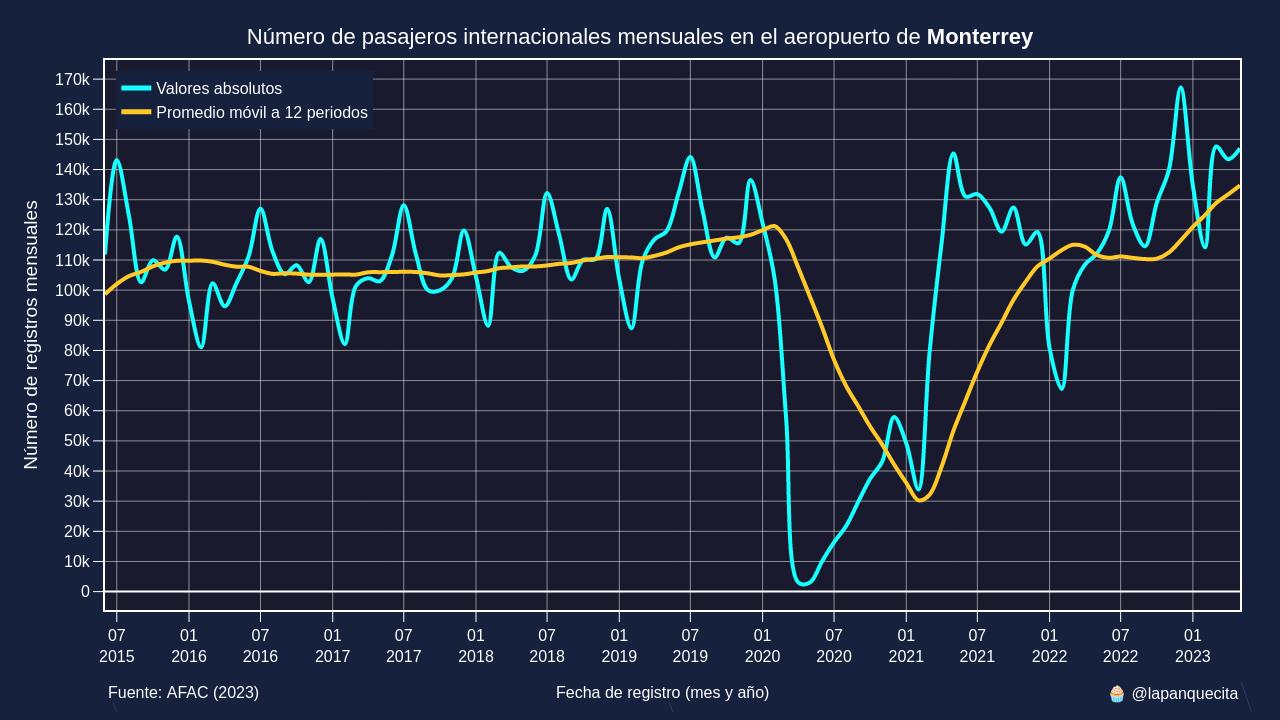 Número de pasajeros internacionales mensuales en el aeropuerto de Monterrey
Valores absolutos
Promedio móvil a 12 periodos
Número de registros mensuales
170k
160k
150k
140k
130k
120k
110k
100k
90k
80k
70k
60k
50k
40k
30k
20k
10k
0
07 01 07 01 07 01 07 01 07 01 07 01 07 01 07 01
2015 2016 2016 2017 2017 2018 2018 2019 2019 2020 2020 2021 2021 2022 2022 2023
Fuente: AFAC (2023) Fecha de registro (mes y año) 🧁 @lapanquecita